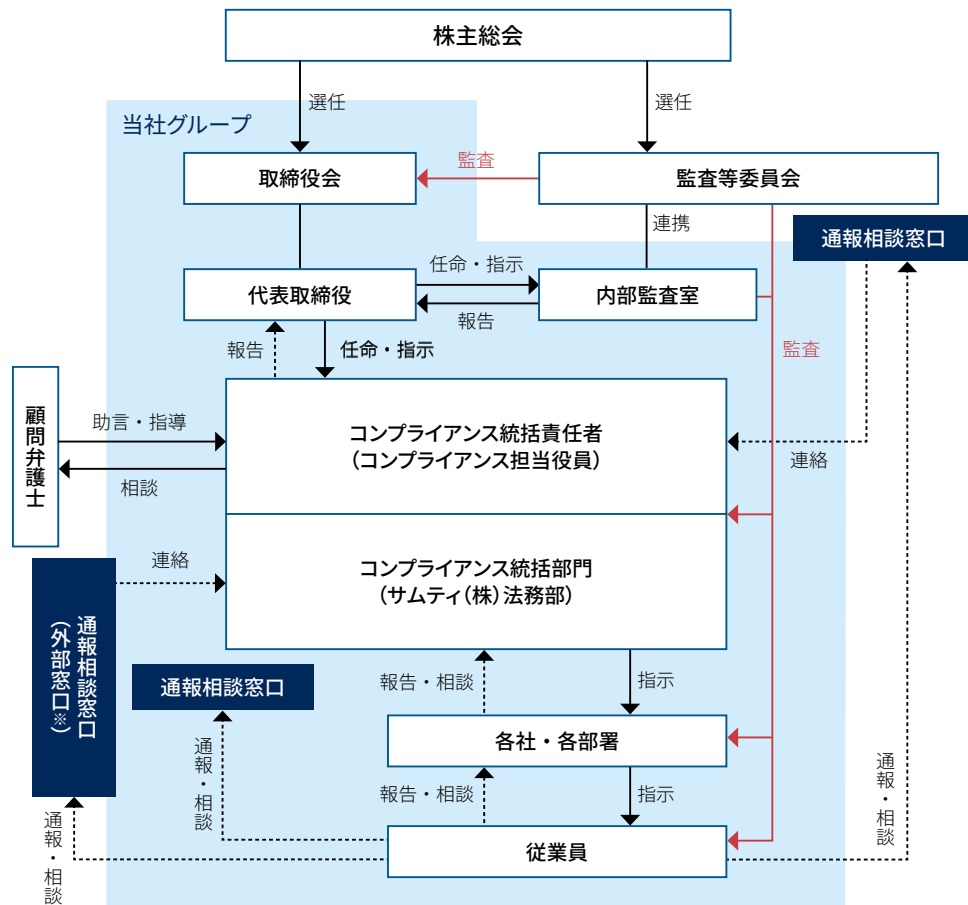 株主総会
選任
選任
当社グループ
取締役会
監査
監査等委員会
連携
通報相談窓口
代表取締役
任命・指示
報告
内部監査室
監査
報告
任命・指示
顧問弁護士
助言・指導
相談
コンプライアンス統括責任者
（コンプライアンス担当役員）
連絡
連絡
コンプライアンス統括部門
（サムティ（株）法務部）
通報相談窓口
（外部窓口※）
通報相談窓口
報告・相談
指示
各社・各部署
通報・相談
報告・相談
指示
通報・相談
通報・相談
従業員